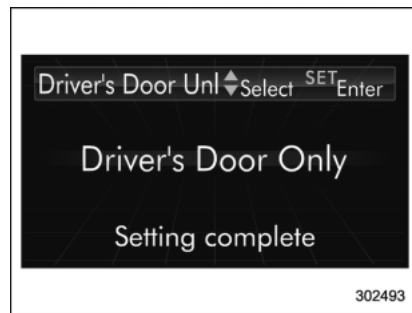 Driver's Door Unl Select SET Enter
Driver's Door Only
Setting complete
302493